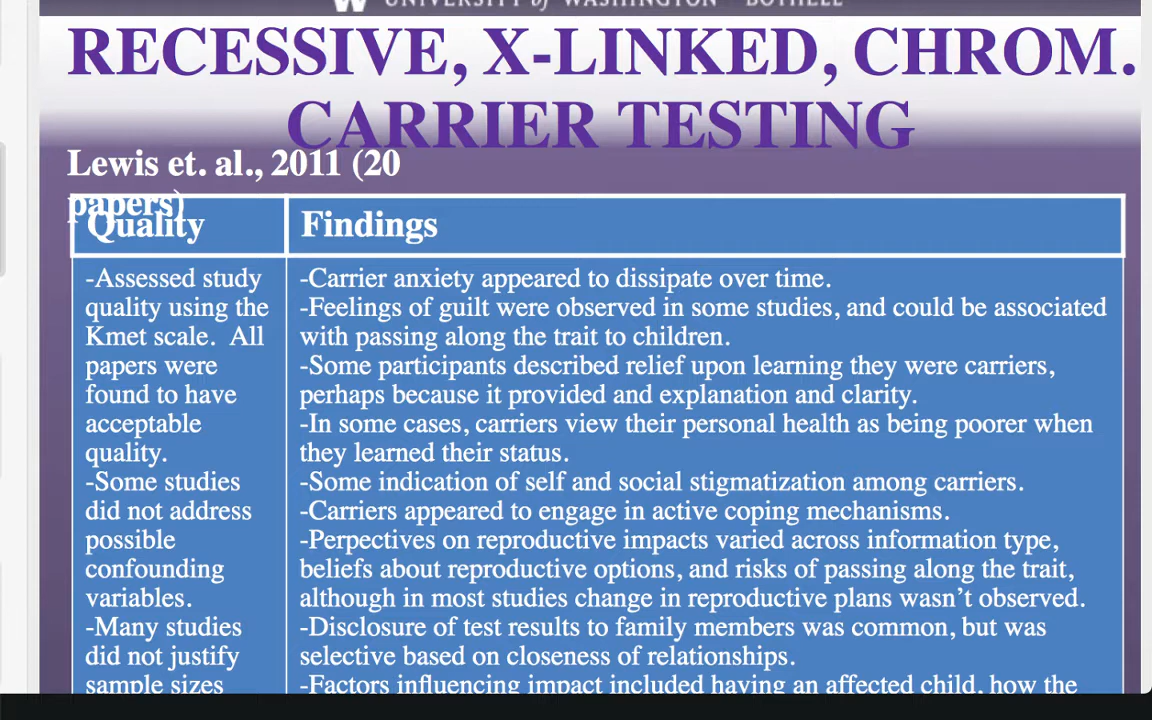 UNIVERSITY of WASHINGTON BOTHELL
RECESSIVE, X-LINKED, CHROM.
CARRIER TESTING
Lewis et. al., 2011 (20
papers)
Quality
Findings
-Assessed study
quality using the
Kmet scale. All
papers were
found to have
acceptable
quality.
-Some studies
did not address
possible
confounding
variables.
-Many studies
did not justify
sample sizes
-Carrier anxiety appeared to dissipate over time.
-Feelings of guilt were observed in some studies, and could be associated
with passing along the trait to children.
-Some participants described relief upon learning they were carriers,
perhaps because it provided and explanation and clarity.
-In some cases, carriers view their personal health as being poorer when
they learned their status.
-Some indication of self and social stigmatization among carriers.
-Carriers appeared to engage in active coping mechanisms.
-Perpectives on reproductive impacts varied across information type,
beliefs about reproductive options, and risks of passing along the trait,
although in most studies change in reproductive plans wasn't observed.
-Disclosure of test results to family members was common, but was
selective based on closeness of relationships.
-Factors influencing impact included having an affected child, how the